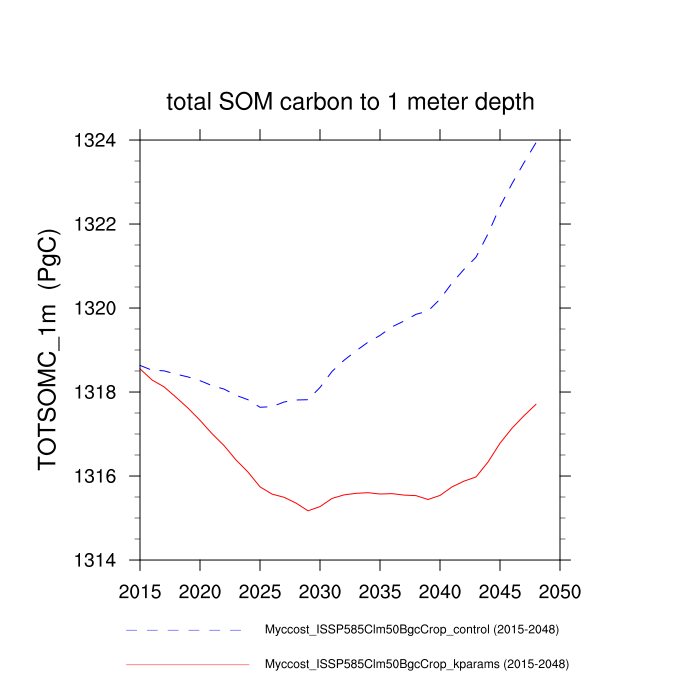 total SOM carbon to 1 meter depth
TOTSOMC_1m (PgC)
1324
1322
1320
1318
1316
1314
2015 2020 2025 2030 2035 2040 2045 2050
Myccost_ISSP585Clm50BgcCrop_control (2015-2048)
Myccost_ISSP585Clm50BgcCrop_kparams (2015-2048)